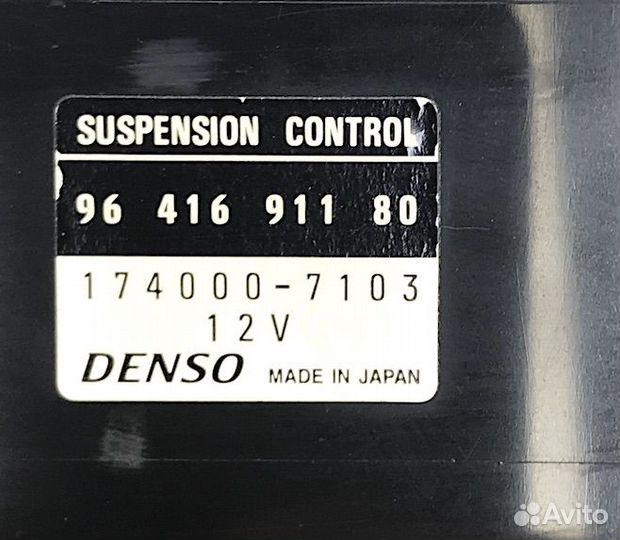 SUSPENSION CONTROL
96 416 911 80
174000-7103
12V
DENSO MADE IN JAPAN
Avito